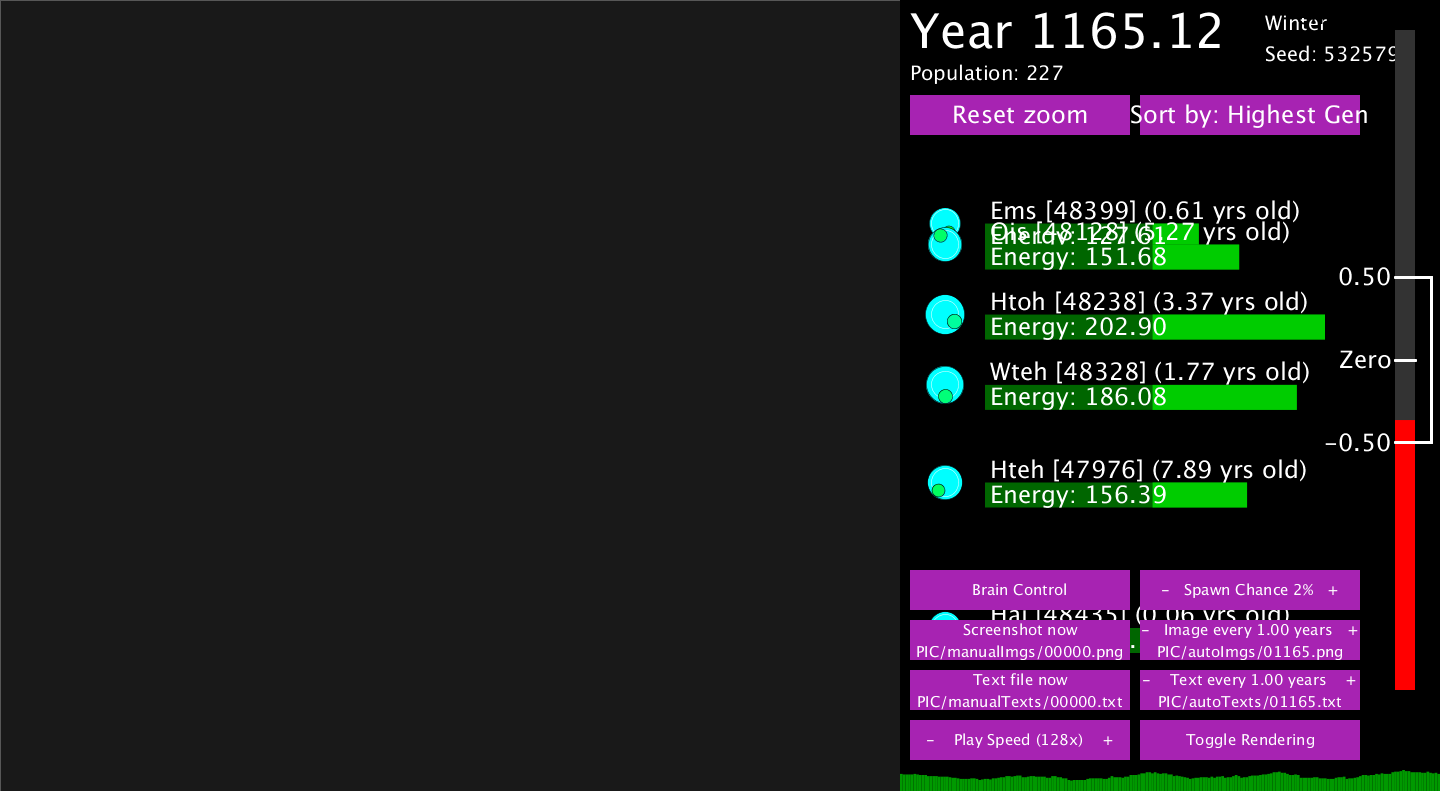 Year 1165.12
Winter
Seed: 532579
Population: 227
Reset zoom
Sort by: Highest Gen
Ems [48399] (0.61 yrs old)
Energy: 127.61
Ojs [48128] (5.27 yrs old)
Energy: 151.68
Htoh [48238] (3.37 yrs old)
Energy: 202.90
Wteh [48328] (1.77 yrs old)
Energy: 186.08
Hteh [47976] (7.89 yrs old)
Energy: 156.39
0.50
Zero
-0.50
Brain Control
- Spawn Chance 2% +
Hal [48435] (0.06 yrs old)
Screenshot now
PIC/manualImgs/00000.png
- Image every 1.00 years +
PIC/autoImgs/01165.png
Text file now
PIC/manualTexts/00000.txt
- Text every 1.00 years +
PIC/autoTexts/01165.txt
- Play Speed (128x) +
Toggle Rendering